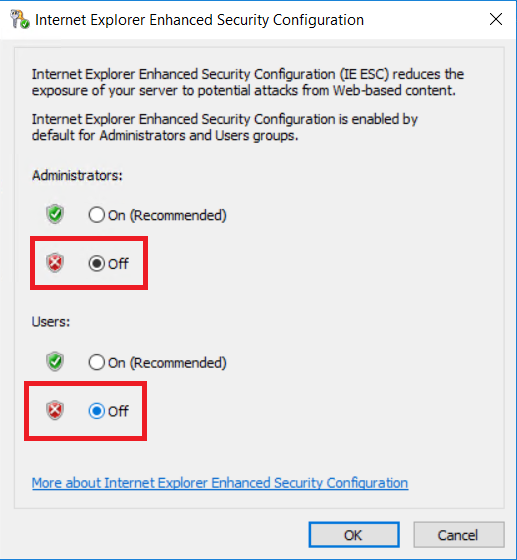 Internet Explorer Enhanced Security Configuration
Internet Explorer Enhanced Security Configuration (IE ESC) reduces the
exposure of your server to potential attacks from Web-based content.
Internet Explorer Enhanced Security Configuration is enabled by
default for Administrators and Users groups.
Administrators:
On (Recommended)
Off
Users:
On (Recommended)
Off
More about Internet Explorer Enhanced Security Configuration
OK
Cancel